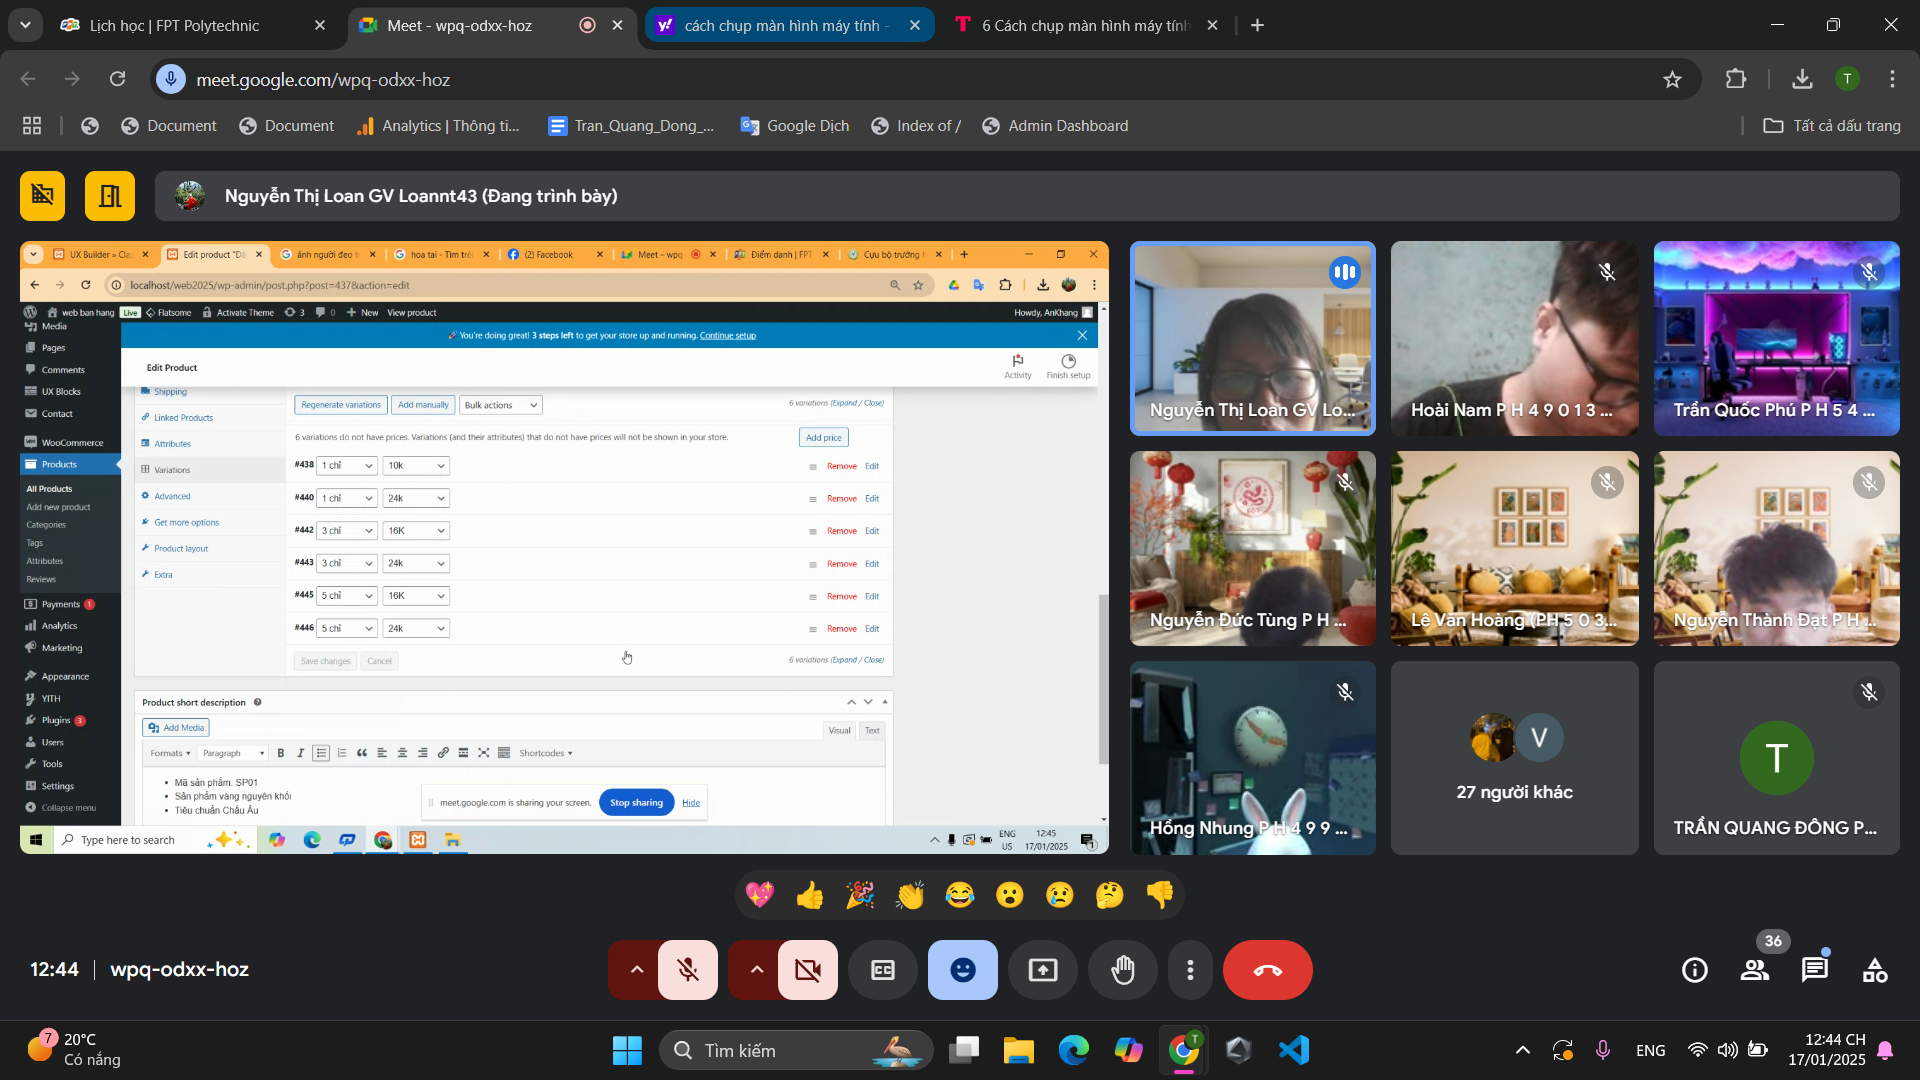 Lịch học | FPT Polytechnic
Meet - wpq-odxx-hoz
cách chụp màn hình máy tính -
6 Cách chụp màn hình máy tính
meet.google.com/wpq-odxx-hoz
T
Document
Document
Analytics | Thông ti...
Tran_Quang_Dong_...
Google Dịch
Index of /
Admin Dashboard
Tất cả dấu trang
Nguyễn Thị Loan GV Loannt43 (Đang trình bày)
UX Builder » Clas
Edit product "Dâ
ảnh người đeo t
hoa tai - Tìm trê
(2) Facebook
Meet – wpq
Điểm danh | FPT
Cựu bộ trưởng
localhost/web2025/wp-admin/post.php?post=437&action=edit
web ban hang
Live
Flatsome
Activate Theme
3
0
New
View product
Howdy, AnKhang
Media
Pages
Comments
UX Blocks
Contact
WooCommerce
Products
All Products
Add new product
Categories
Tags
Attributes
Reviews
Payments 1
Analytics
Marketing
Appearance
YITH
Plugins 3
Users
Tools
Settings
Collapse menu
You're doing great! 3 steps left to get your store up and running. Continue setup
Edit Product
Activity
Finish setup
Shipping
Linked Products
Attributes
Variations
Advanced
Get more options
Product layout
Extra
Regenerate variations
Add manually
Bulk actions
6 variations (Expand / Close)
6 variations do not have prices. Variations (and their attributes) that do not have prices will not be shown in your store.
Add price
#438 1 chỉ 10k Remove Edit
#440 1 chỉ 24k Remove Edit
#442 3 chỉ 16K Remove Edit
#443 3 chỉ 24k Remove Edit
#445 5 chỉ 16K Remove Edit
#446 5 chỉ 24k Remove Edit
Save changes
Cancel
6 variations (Expand / Close)
Product short description
Add Media
Visual
Text
Formats
Paragraph
B
I
Shortcodes
Mã sản phẩm: SP01
Sản phẩm vàng nguyên khối
Tiêu chuẩn Châu Âu
meet.google.com is sharing your screen.
Stop sharing
Hide
Type here to search
ENG
US
12:45
17/01/2025
1
Nguyễn Thị Loan GV Lo...
Hoài Nam P H 4 9 0 1 3 ...
Trần Quốc Phú P H 5 4 ...
Nguyễn Đức Tùng P H ...
Lê Văn Hoàng (PH 5 0 3...
Nguyễn Thành Đạt P H ...
Hồng Nhung P H 4 9 9 ...
V
27 người khác
T
TRẦN QUANG ĐÔNG P...
12:44
wpq-odxx-hoz
36
7
20°C
Có nắng
Tìm kiếm
T
ENG
12:44 CH
17/01/2025